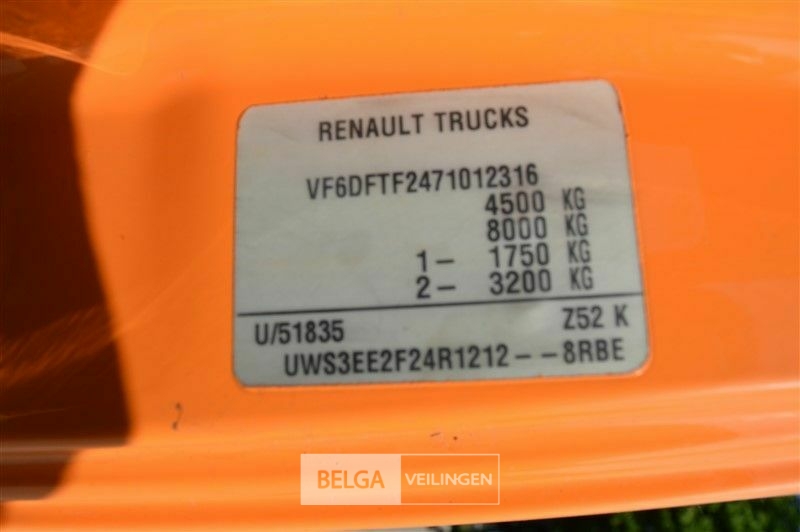 RENAULT TRUCKS
VF6DFTF2471012316
4500 KG
8000 KG
1- 1750 KG
2- 3200 KG
U/51835 Z52 K
UWS3EE2F24R1212--8RBE
BELGA VEILINGEN